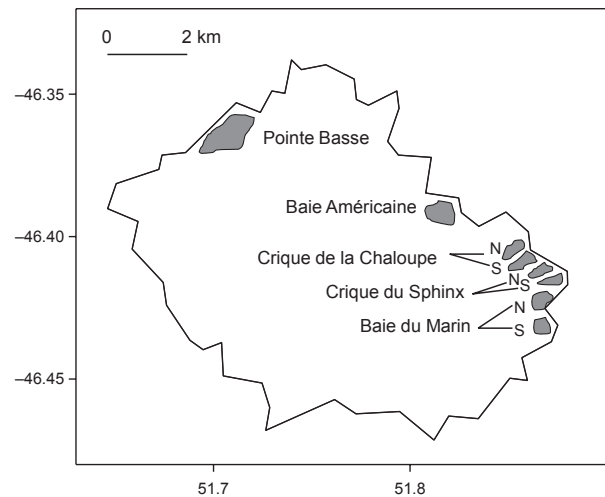 0 2 km
−46.35
Pointe Basse
Baie Américaine
−46.40
N
Crique de la Chaloupe
S
N
S
Crique du Sphinx
N
Baie du Marin
S
−46.45
51.7 51.8